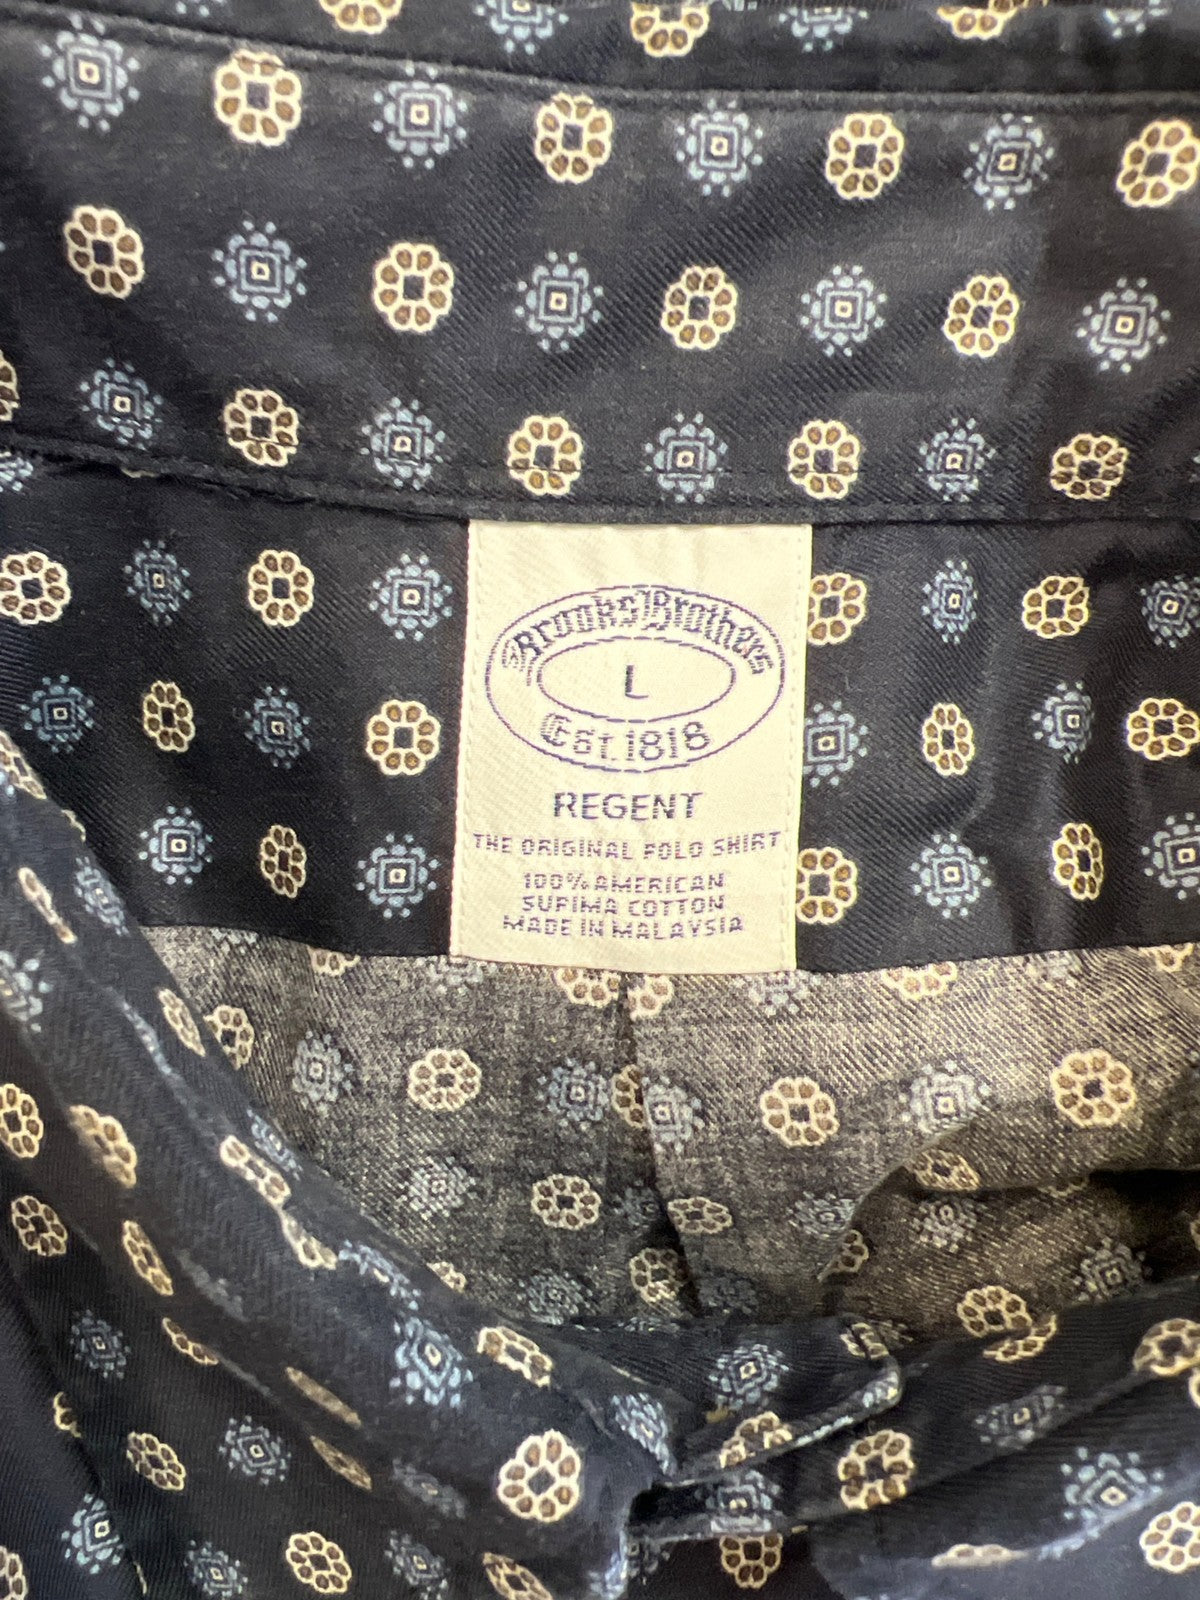 Brooks Brothers
L
Est. 1818
REGENT
THE ORIGINAL POLO SHIRT
100% AMERICAN
SUPIMA COTTON
MADE IN MALAYSIA